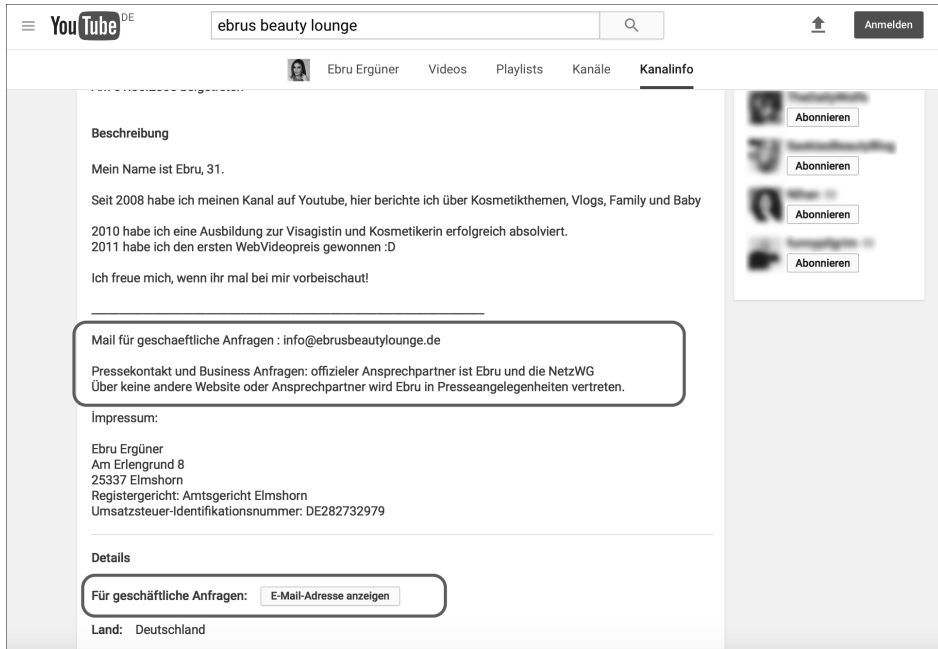 YouTube DE
ebrus beauty lounge
Anmelden
Ebru Ergüner Videos Playlists Kanäle Kanalinfo
Beschreibung
Mein Name ist Ebru, 31.
Seit 2008 habe ich meinen Kanal auf Youtube, hier berichte ich über Kosmetikthemen, Vlogs, Family und Baby
2010 habe ich eine Ausbildung zur Visagistin und Kosmetikerin erfolgreich absolviert.
2011 habe ich den ersten WebVideopreis gewonnen :D
Ich freue mich, wenn ihr mal bei mir vorbeischaut!
Mail für geschaeftliche Anfragen : info@ebrusbeautylounge.de
Pressekontakt und Business Anfragen: offizieler Ansprechpartner ist Ebru und die NetzWG
Über keine andere Website oder Ansprechpartner wird Ebru in Presseangelegenheiten vertreten.
İmpressum:
Ebru Ergüner
Am Erlengrund 8
25337 Elmshorn
Registergericht: Amtsgericht Elmshorn
Umsatzsteuer-Identifikationsnummer: DE282732979
Details
Für geschäftliche Anfragen: E-Mail-Adresse anzeigen
Land: Deutschland
Abonnieren
Abonnieren
Abonnieren
Abonnieren